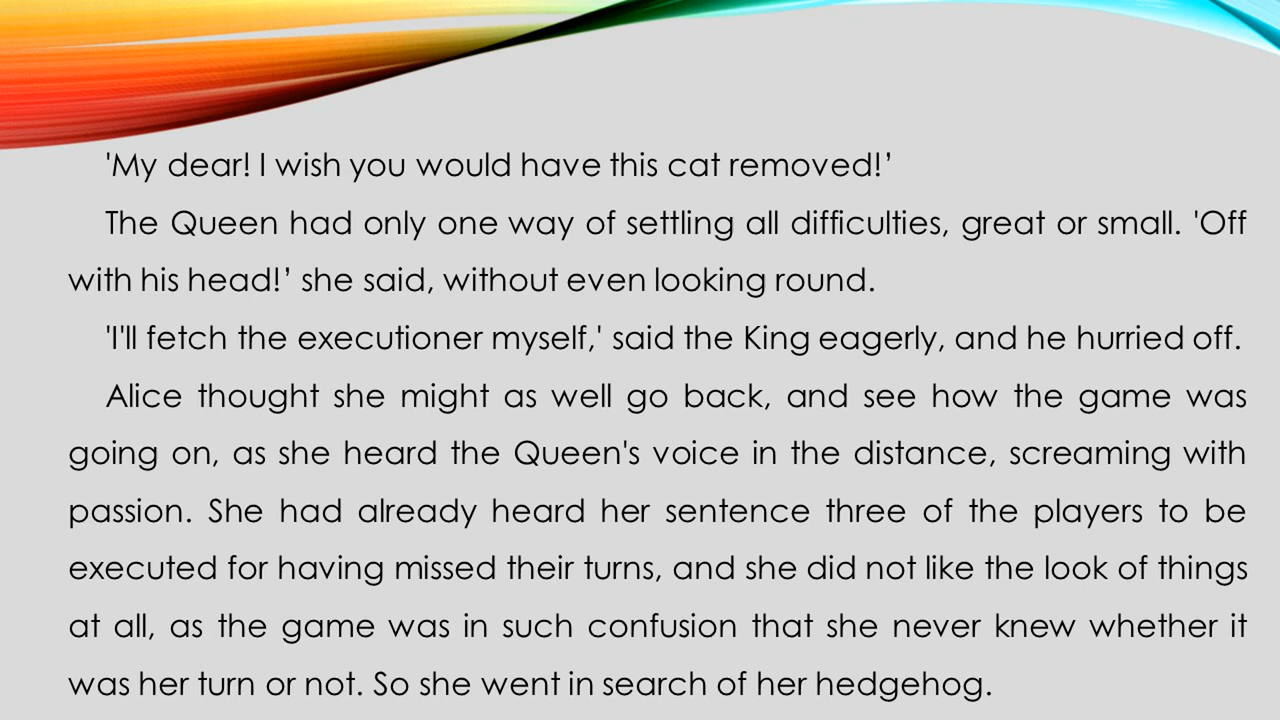 'My dear! I wish you would have this cat removed!’
The Queen had only one way of settling all difficulties, great or small. 'Off
with his head!’ she said, without even looking round.
'I'll fetch the executioner myself,' said the King eagerly, and he hurried off.
Alice thought she might as well go back, and see how the game was
going on, as she heard the Queen's voice in the distance, screaming with
passion. She had already heard her sentence three of the players to be
executed for having missed their turns, and she did not like the look of things
at all, as the game was in such confusion that she never knew whether it
was her turn or not. So she went in search of her hedgehog.